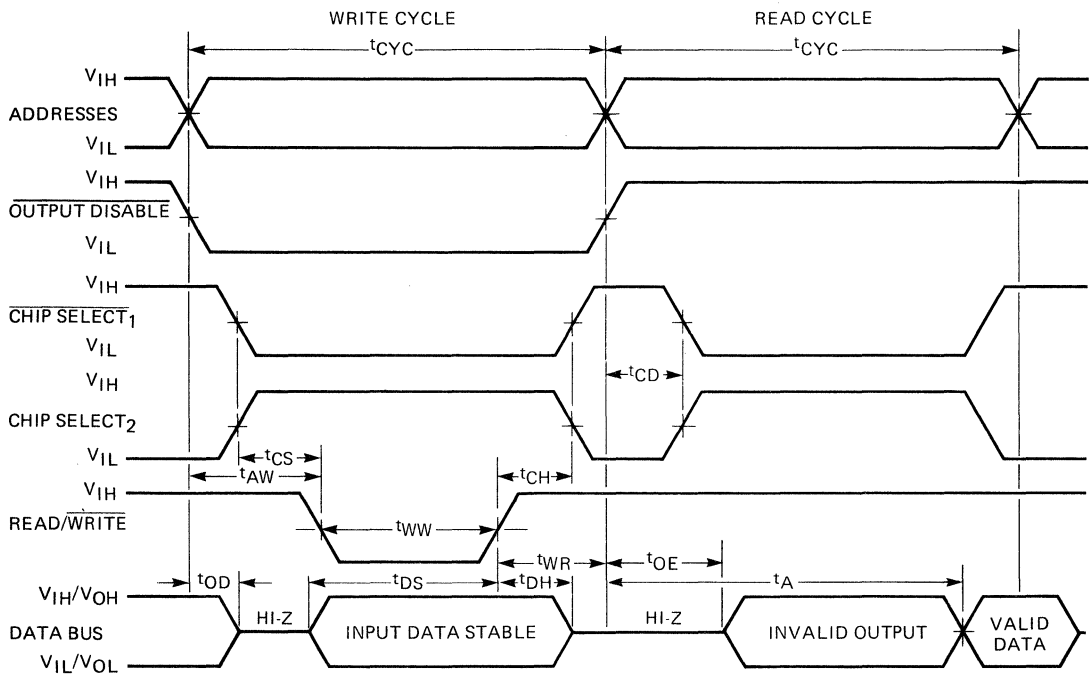 WRITE CYCLE READ CYCLE
tCYC tCYC
VIH
ADDRESSES
VIL
VIH
OUTPUT DISABLE
VIL
VIH
CHIP SELECT1
VIL
tCD
VIH
CHIP SELECT2
VIL
tCS
tAW tCH
VIH
READ/WRITE
tWW
tWR tOE
tOD tDS tDH tA
VIH/VOH
HI-Z HI-Z
DATA BUS INPUT DATA STABLE INVALID OUTPUT VALID DATA
VIL/VOL